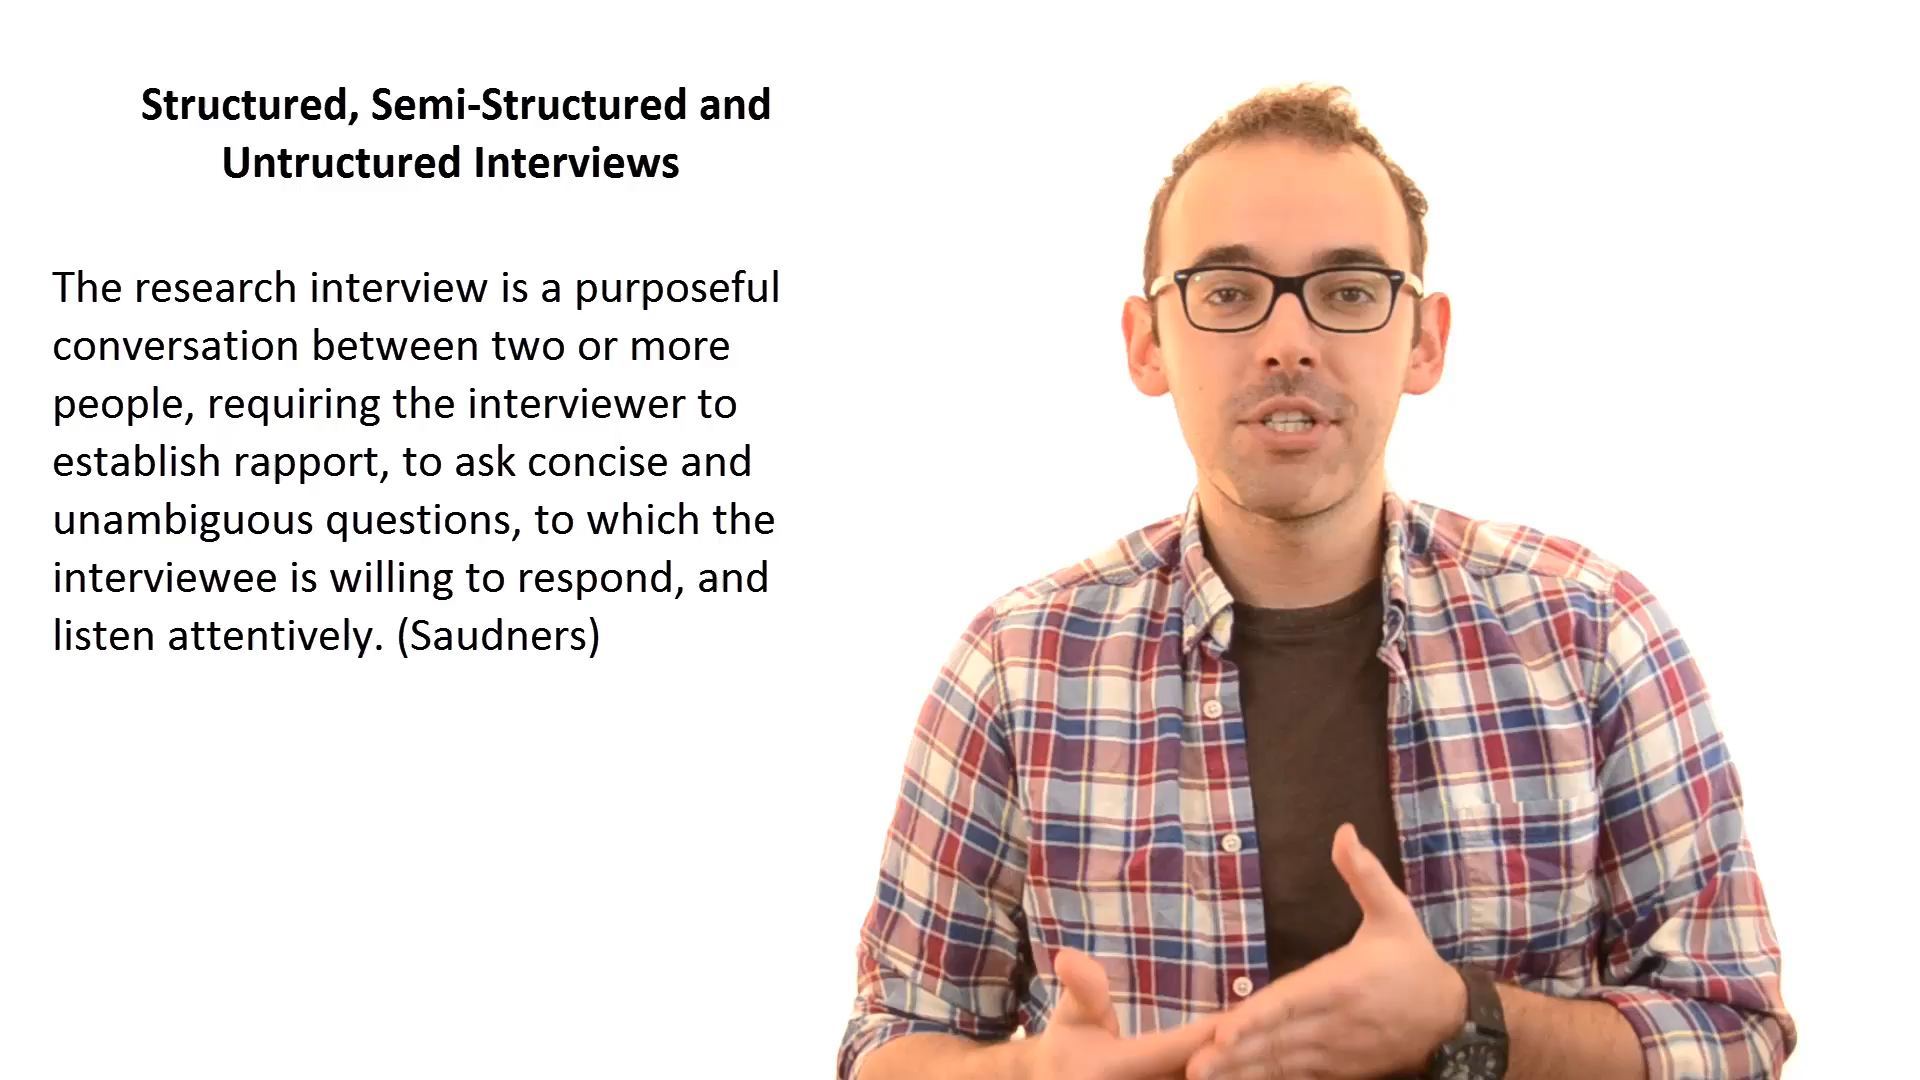 Structured, Semi-Structured and
Untructured Interviews
The research interview is a purposeful
conversation between two or more
people, requiring the interviewer to
establish rapport, to ask concise and
unambiguous questions, to which the
interviewee is willing to respond, and
listen attentively. (Saudners)